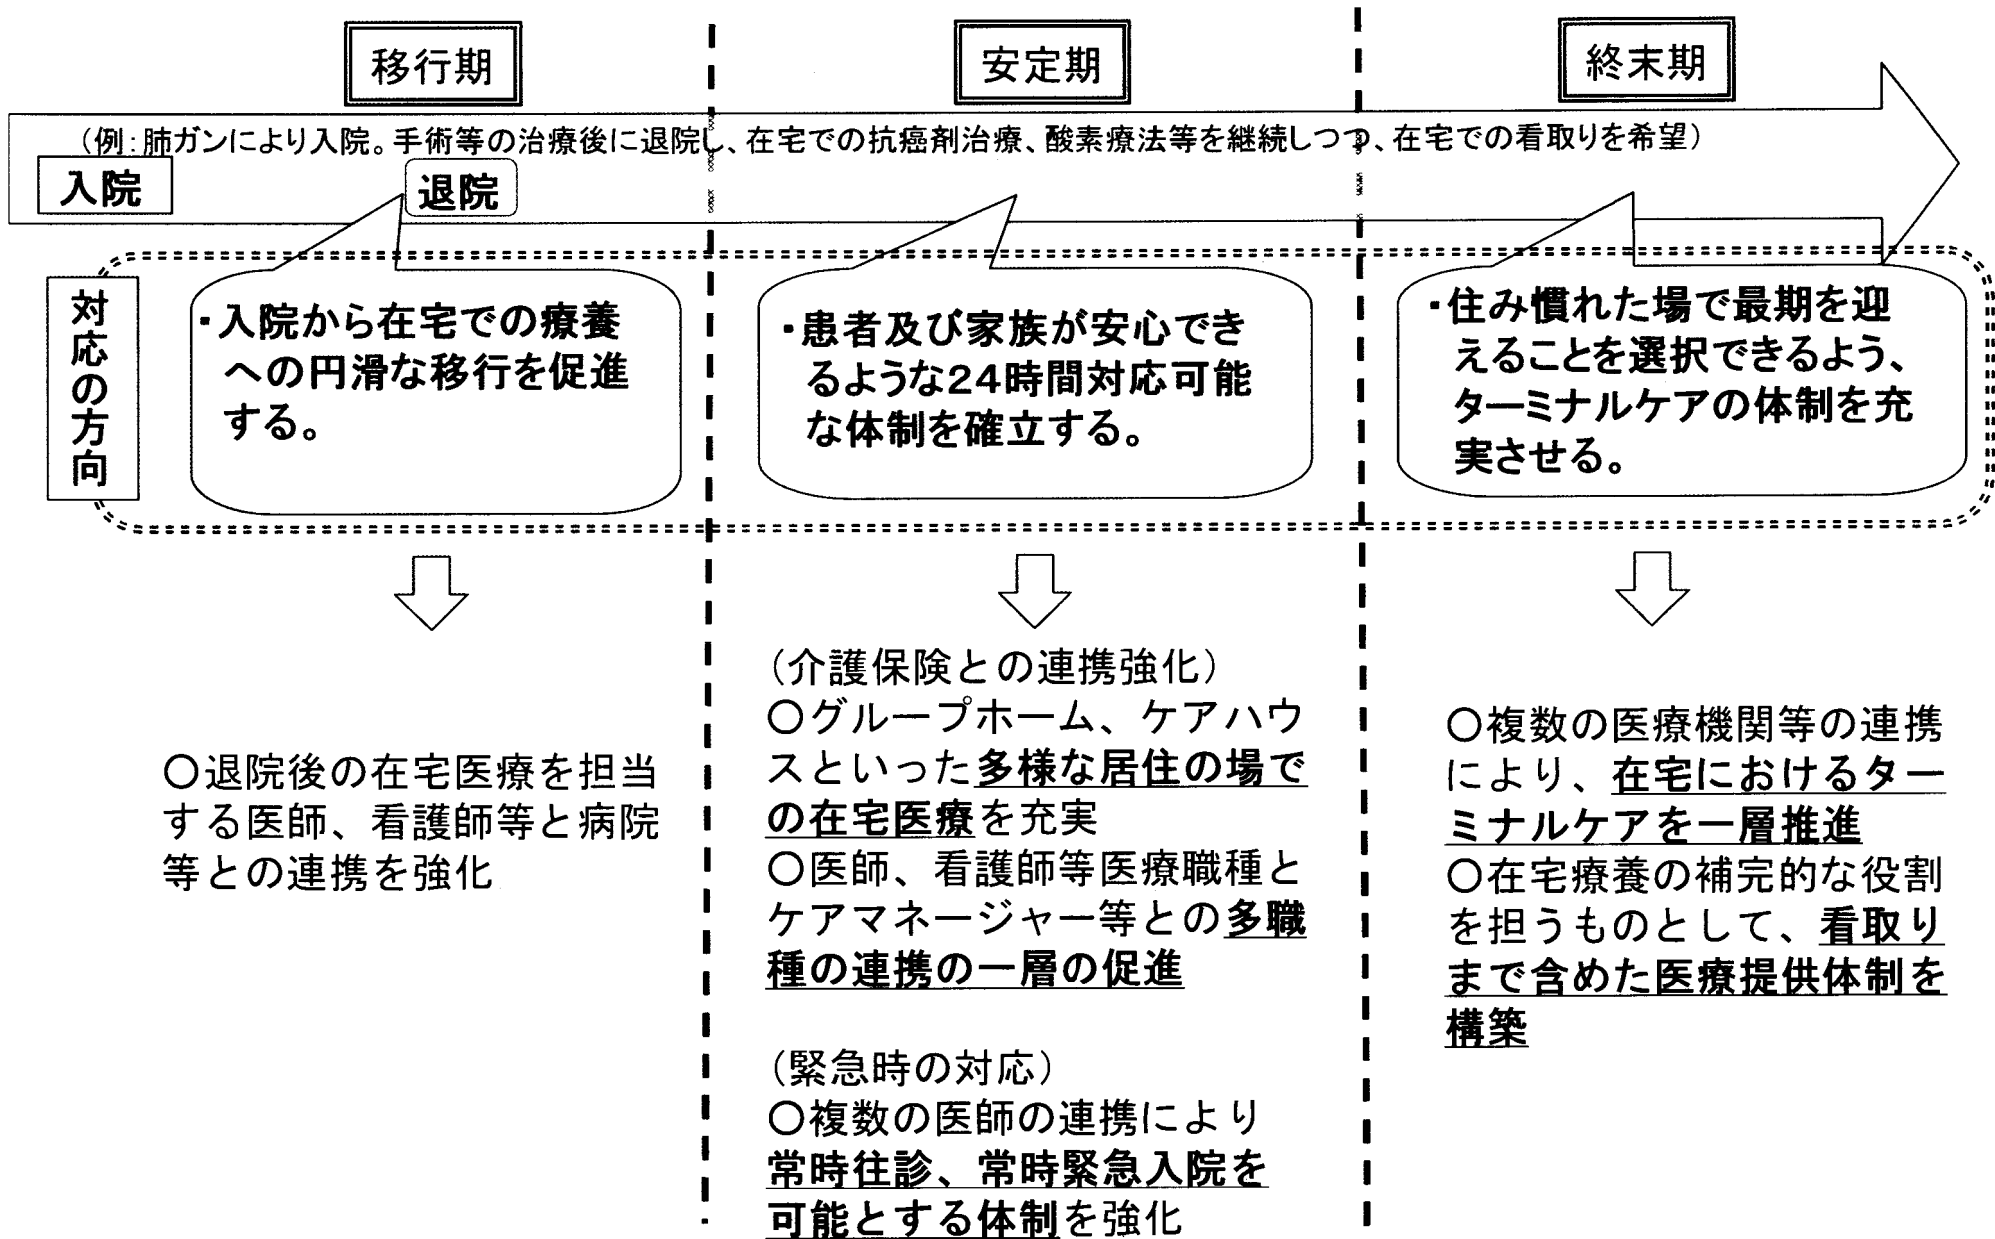 移行期
安定期
終末期
（例：肺ガンにより入院。手術等の治療後に退院し、在宅での抗癌剤治療、酸素療法等を継続しつつ、在宅での看取りを希望）
入院
退院
対応の方向
・入院から在宅での療養
への円滑な移行を促進
する。
・患者及び家族が安心でき
るような24時間対応可能
な体制を確立する。
・住み慣れた場で最期を迎
えることを選択できるよう、
ターミナルケアの体制を充
実させる。
○退院後の在宅医療を担当
する医師、看護師等と病院
等との連携を強化
（介護保険との連携強化）
○グループホーム、ケアハウ
スといった多様な居住の場で
の在宅医療を充実
○医師、看護師等医療職種と
ケアマネージャー等との多職
種の連携の一層の促進
（緊急時の対応）
○複数の医師の連携により
常時往診、常時緊急入院を
可能とする体制を強化
○複数の医療機関等の連携
により、在宅におけるター
ミナルケアを一層推進
○在宅療養の補完的な役割
を担うものとして、看取り
まで含めた医療提供体制を
構築